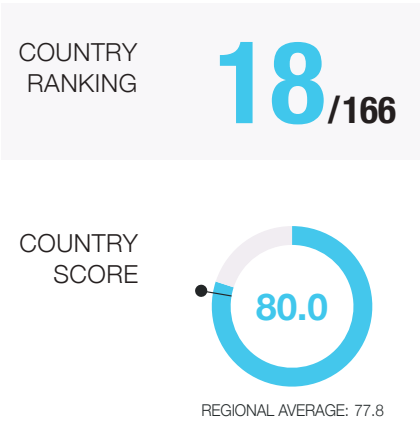 COUNTRY
RANKING
18/166
COUNTRY
SCORE
80.0
REGIONAL AVERAGE: 77.8